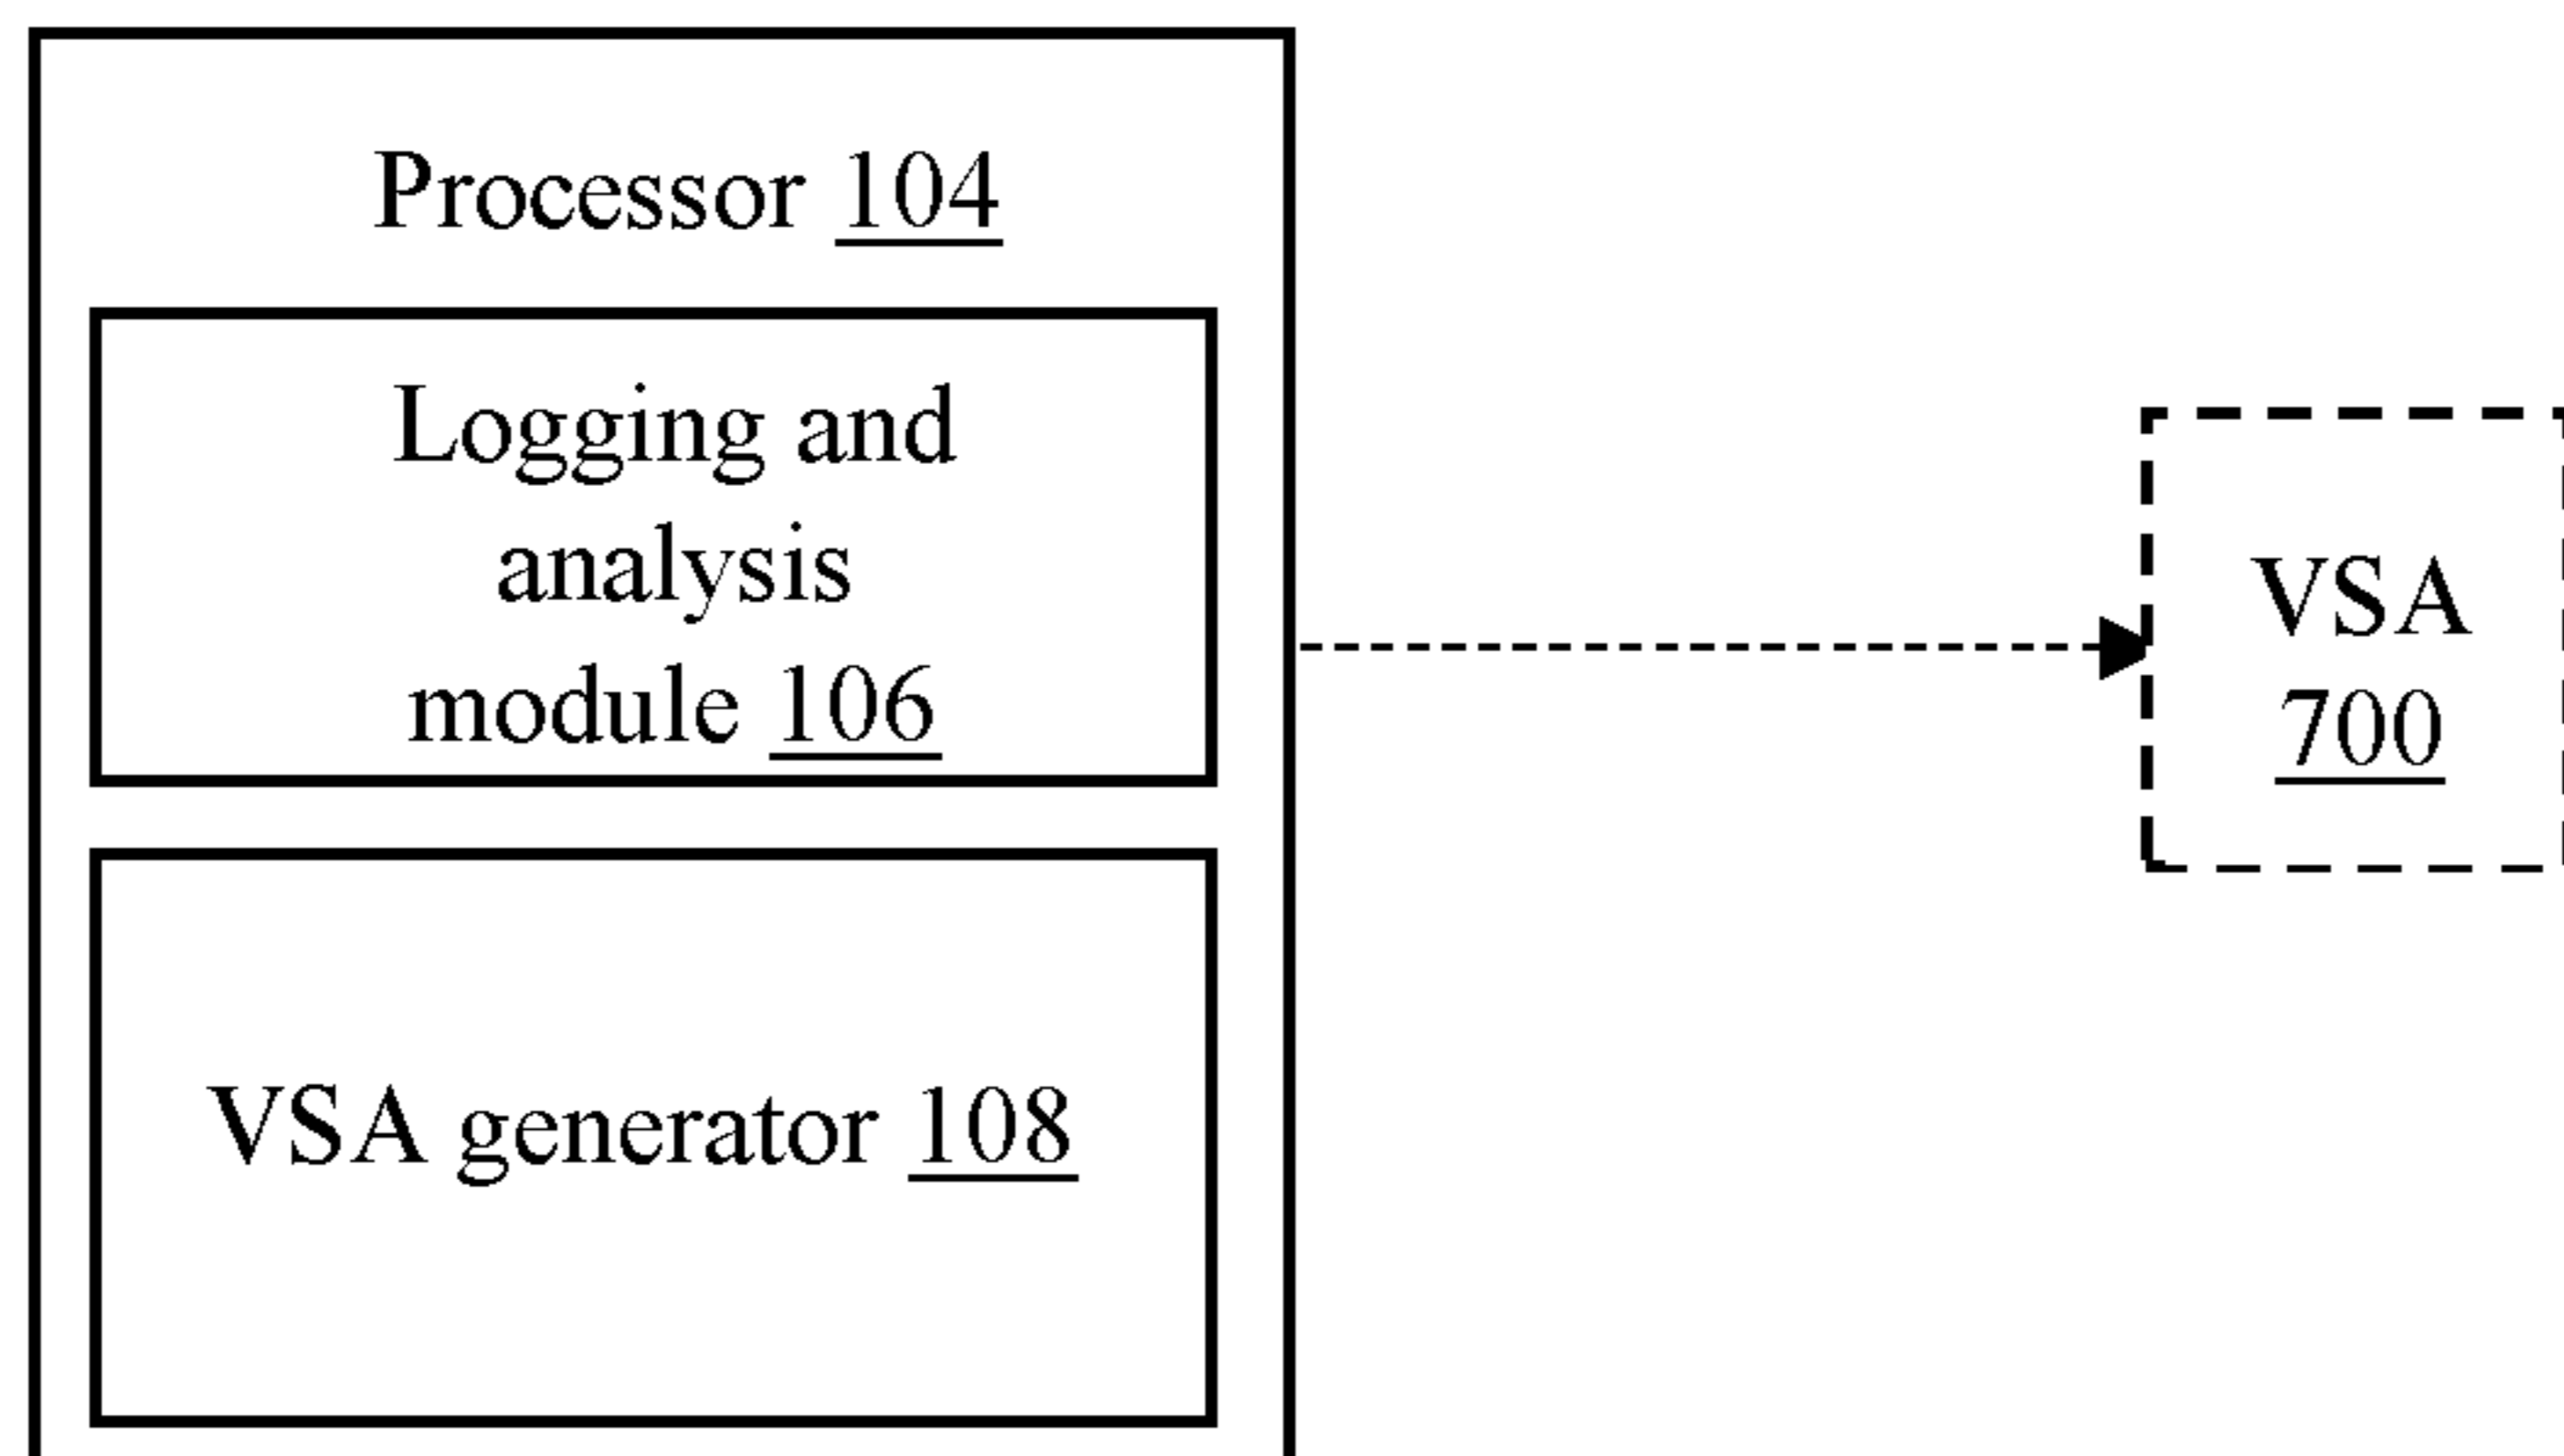 Processor 104
Logging and
analysis
module 106
VSA
700
VSA generator 108